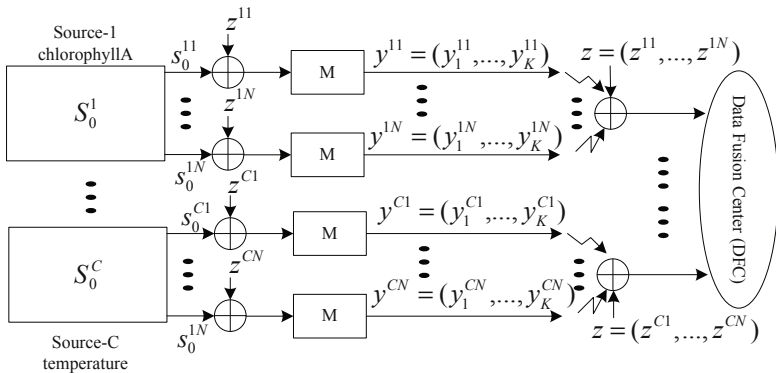 Source-1
chlorophyllA
S_0^1
s_0^{11}
z^{11}
M
y^{11} = (y_1^{11},..., y_K^{11})
z = (z^{11},..., z^{1N})
z^{1N}
s_0^{1N}
M
y^{1N} = (y_1^{1N},..., y_K^{1N})
Data Fusion Center (DFC)
z^{C1}
s_0^{C1}
M
y^{C1} = (y_1^{C1},..., y_K^{C1})
S_0^C
z^{CN}
s_0^{1N}
M
y^{CN} = (y_1^{CN},..., y_K^{CN})
z = (z^{C1},..., z^{CN})
Source-C
temperature